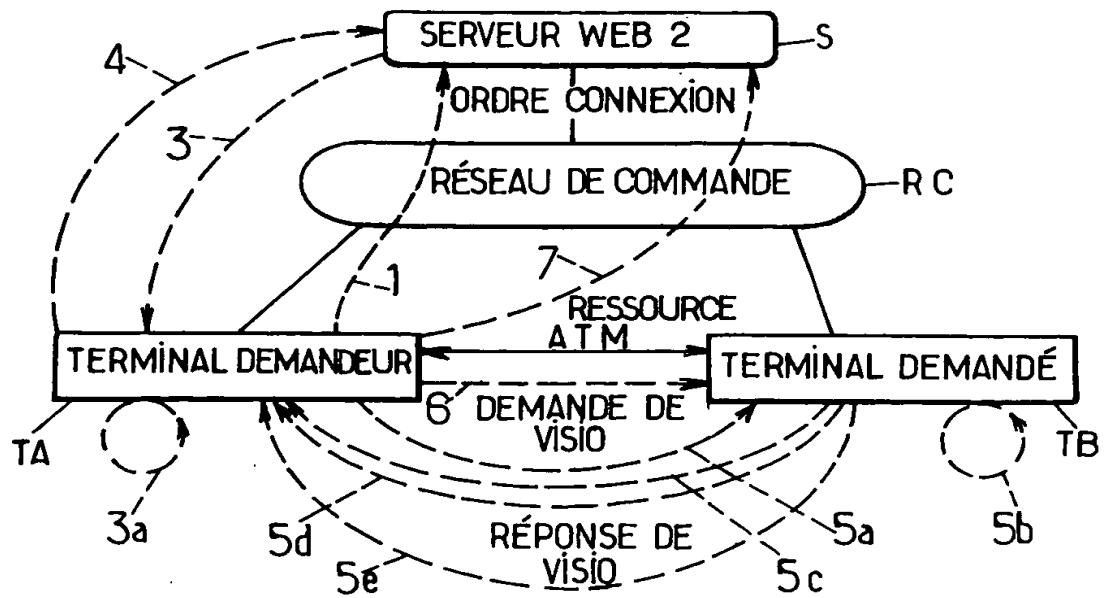 SERVEUR WEB 2
S
4
ORDRE CONNEXION
3
RÉSEAU DE COMMANDE
RC
7
1
RESSOURCE
ATM
TERMINAL DEMANDEUR
TERMINAL DEMANDÉ
6
DEMANDE DE
VISIO
TA
TB
3a
5d
RÉPONSE DE
VISIO
5a
5b
5e
5c